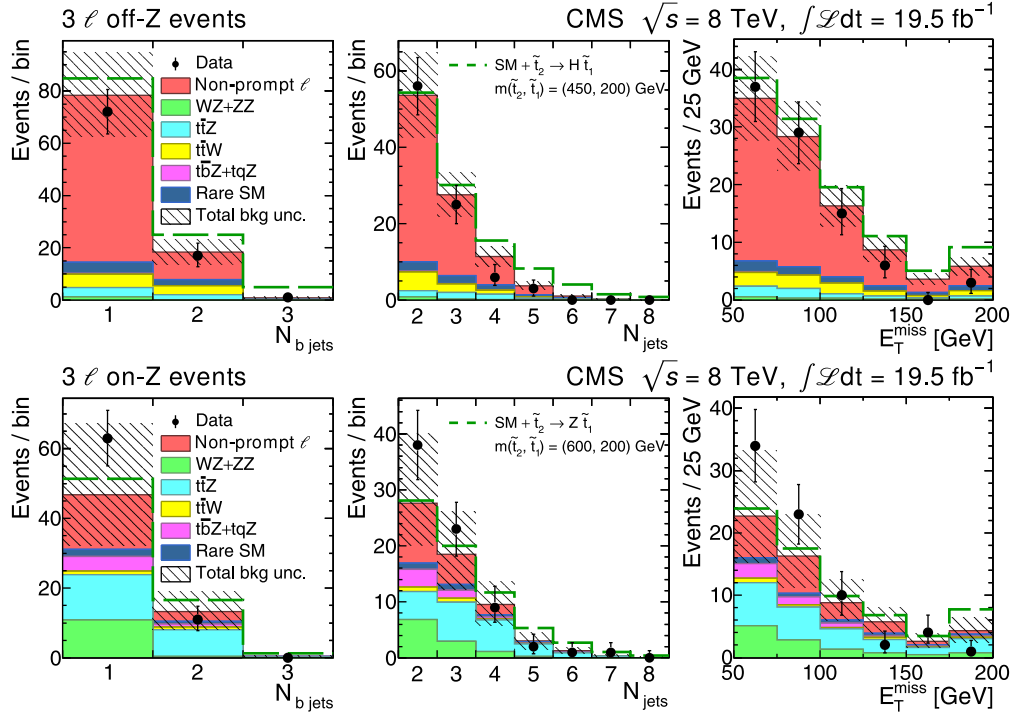 3 ℓ off-Z events
CMS √s = 8 TeV, ∫ℒdt = 19.5 fb⁻¹
Events / bin
80
60
40
20
0
1 2 3
N b jets
Data
Non-prompt ℓ
WZ+ZZ
tt̄Z
tt̄W
tb̄Z+tqZ
Rare SM
Total bkg unc.
Events / bin
60
40
20
0
2 3 4 5 6 7 8
N jets
SM + t̃₂ → H t̃₁
m(t̃₂, t̃₁) = (450, 200) GeV
Events / 25 GeV
40
30
20
10
0
50 100 150 200
E_T^miss [GeV]
3 ℓ on-Z events
CMS √s = 8 TeV, ∫ℒdt = 19.5 fb⁻¹
Events / bin
60
40
20
0
1 2 3
N b jets
Data
Non-prompt ℓ
WZ+ZZ
tt̄Z
tt̄W
tb̄Z+tqZ
Rare SM
Total bkg unc.
Events / bin
40
30
20
10
0
2 3 4 5 6 7 8
N jets
SM + t̃₂ → Z t̃₁
m(t̃₂, t̃₁) = (600, 200) GeV
Events / 25 GeV
40
30
20
10
0
50 100 150 200
E_T^miss [GeV]